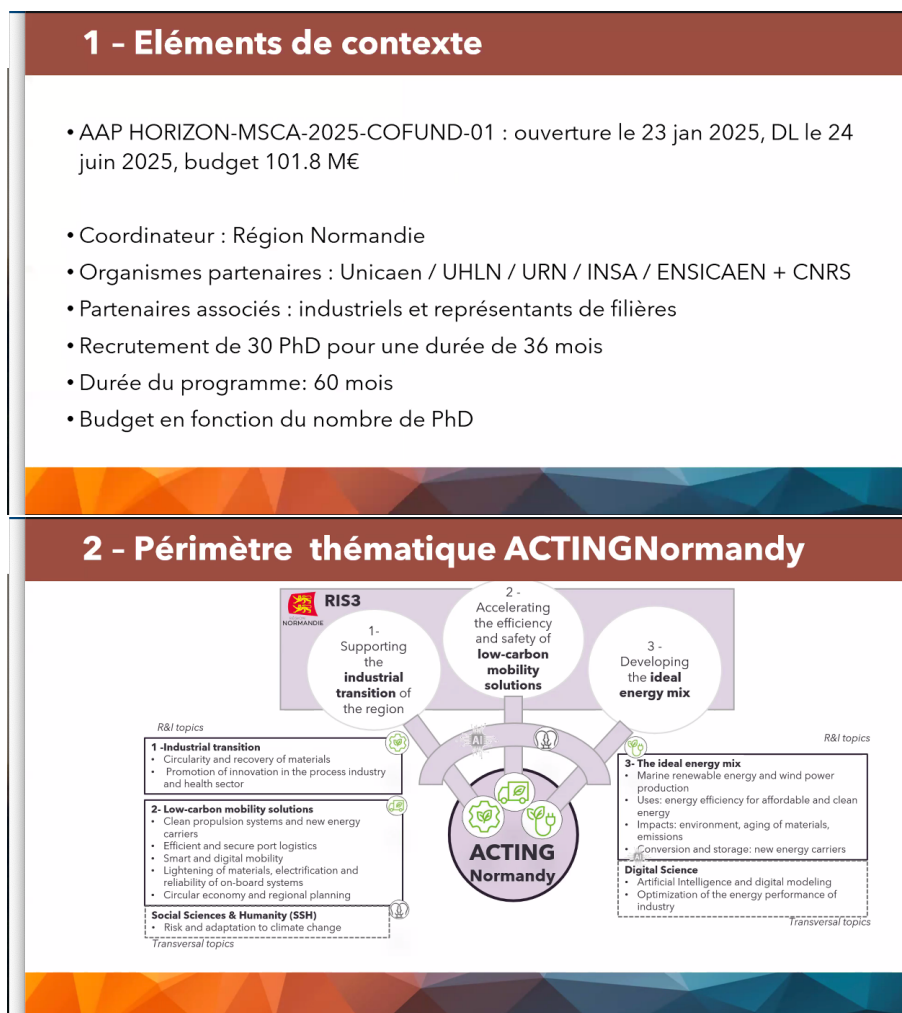 1 – Eléments de contexte
• AAP HORIZON-MSCA-2025-COFUND-01 : ouverture le 23 jan 2025, DL le 24
juin 2025, budget 101.8 M€
• Coordinateur : Région Normandie
• Organismes partenaires : Unicaen / UHLN / URN / INSA / ENSICAEN + CNRS
• Partenaires associés : industriels et représentants de filières
• Recrutement de 30 PhD pour une durée de 36 mois
• Durée du programme: 60 mois
• Budget en fonction du nombre de PhD
2 – Périmètre thématique ACTINGNormandy
NORMANDIE
RIS3
1-
Supporting
the
industrial
transition of
the region
2 -
Accelerating
the efficiency
and safety of
low-carbon
mobility
solutions
3 -
Developing
the ideal
energy mix
AI
ACTING
Normandy
R&I topics
1 -Industrial transition
• Circularity and recovery of materials
• Promotion of innovation in the process industry
and health sector
2- Low-carbon mobility solutions
• Clean propulsion systems and new energy
carriers
• Efficient and secure port logistics
• Smart and digital mobility
• Lightening of materials, electrification and
reliability of on-board systems
• Circular economy and regional planning
Social Sciences & Humanity (SSH)
• Risk and adaptation to climate change
Transversal topics
R&I topics
3- The ideal energy mix
• Marine renewable energy and wind power
production
• Uses: energy efficiency for affordable and clean
energy
• Impacts: environment, aging of materials,
emissions
• Conversion and storage: new energy carriers
AI
Digital Science
• Artificial Intelligence and digital modeling
• Optimization of the energy performance of
industry
Transversal topics